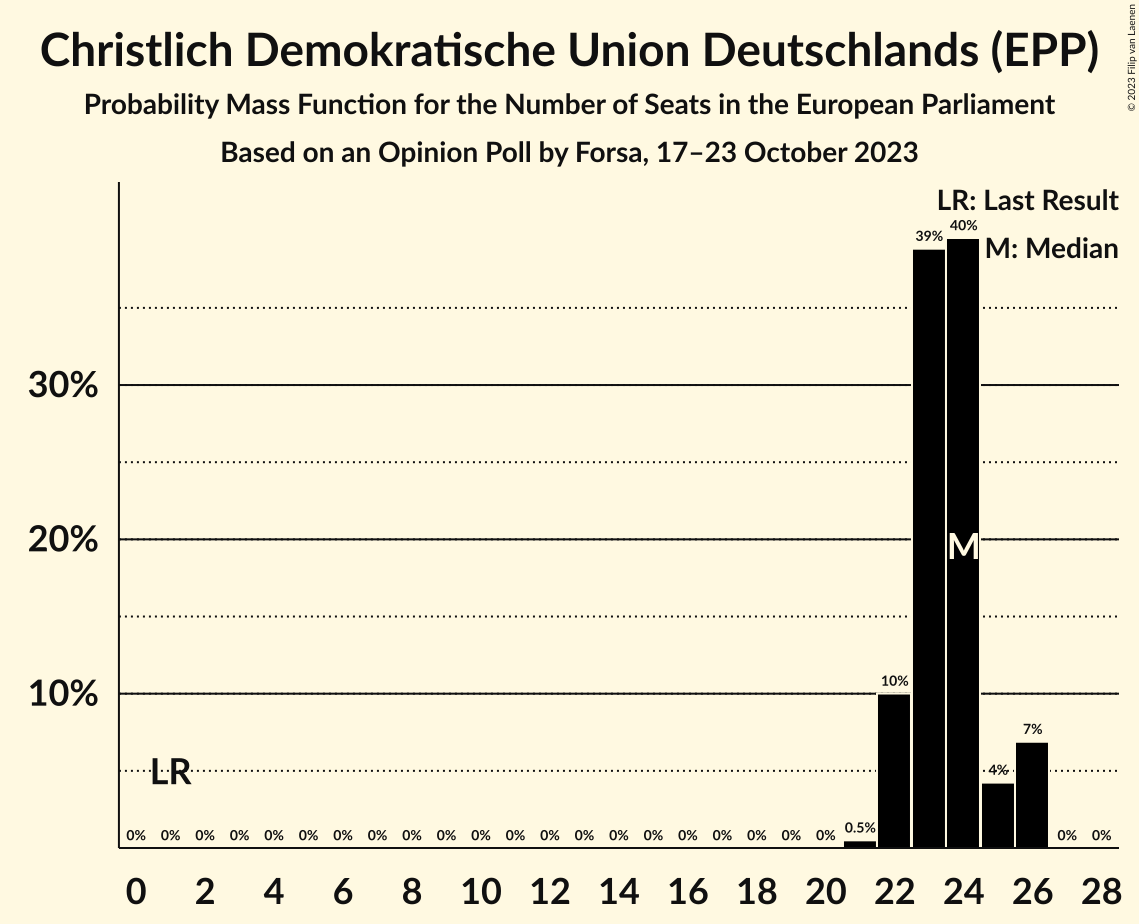 Christlich Demokratische Union Deutschlands (EPP)
Probability Mass Function for the Number of Seats in the European Parliament
Based on an Opinion Poll by Forsa, 17–23 October 2023
© 2023 Filip van Laenen
LR: Last Result
M: Median
39% 40%
30%
20%
M
10%
10%
7%
LR
4%
0% 0% 0% 0% 0% 0% 0% 0% 0% 0% 0% 0% 0% 0% 0% 0% 0% 0% 0% 0% 0% 0.5% 0% 0%
0 2 4 6 8 10 12 14 16 18 20 22 24 26 28